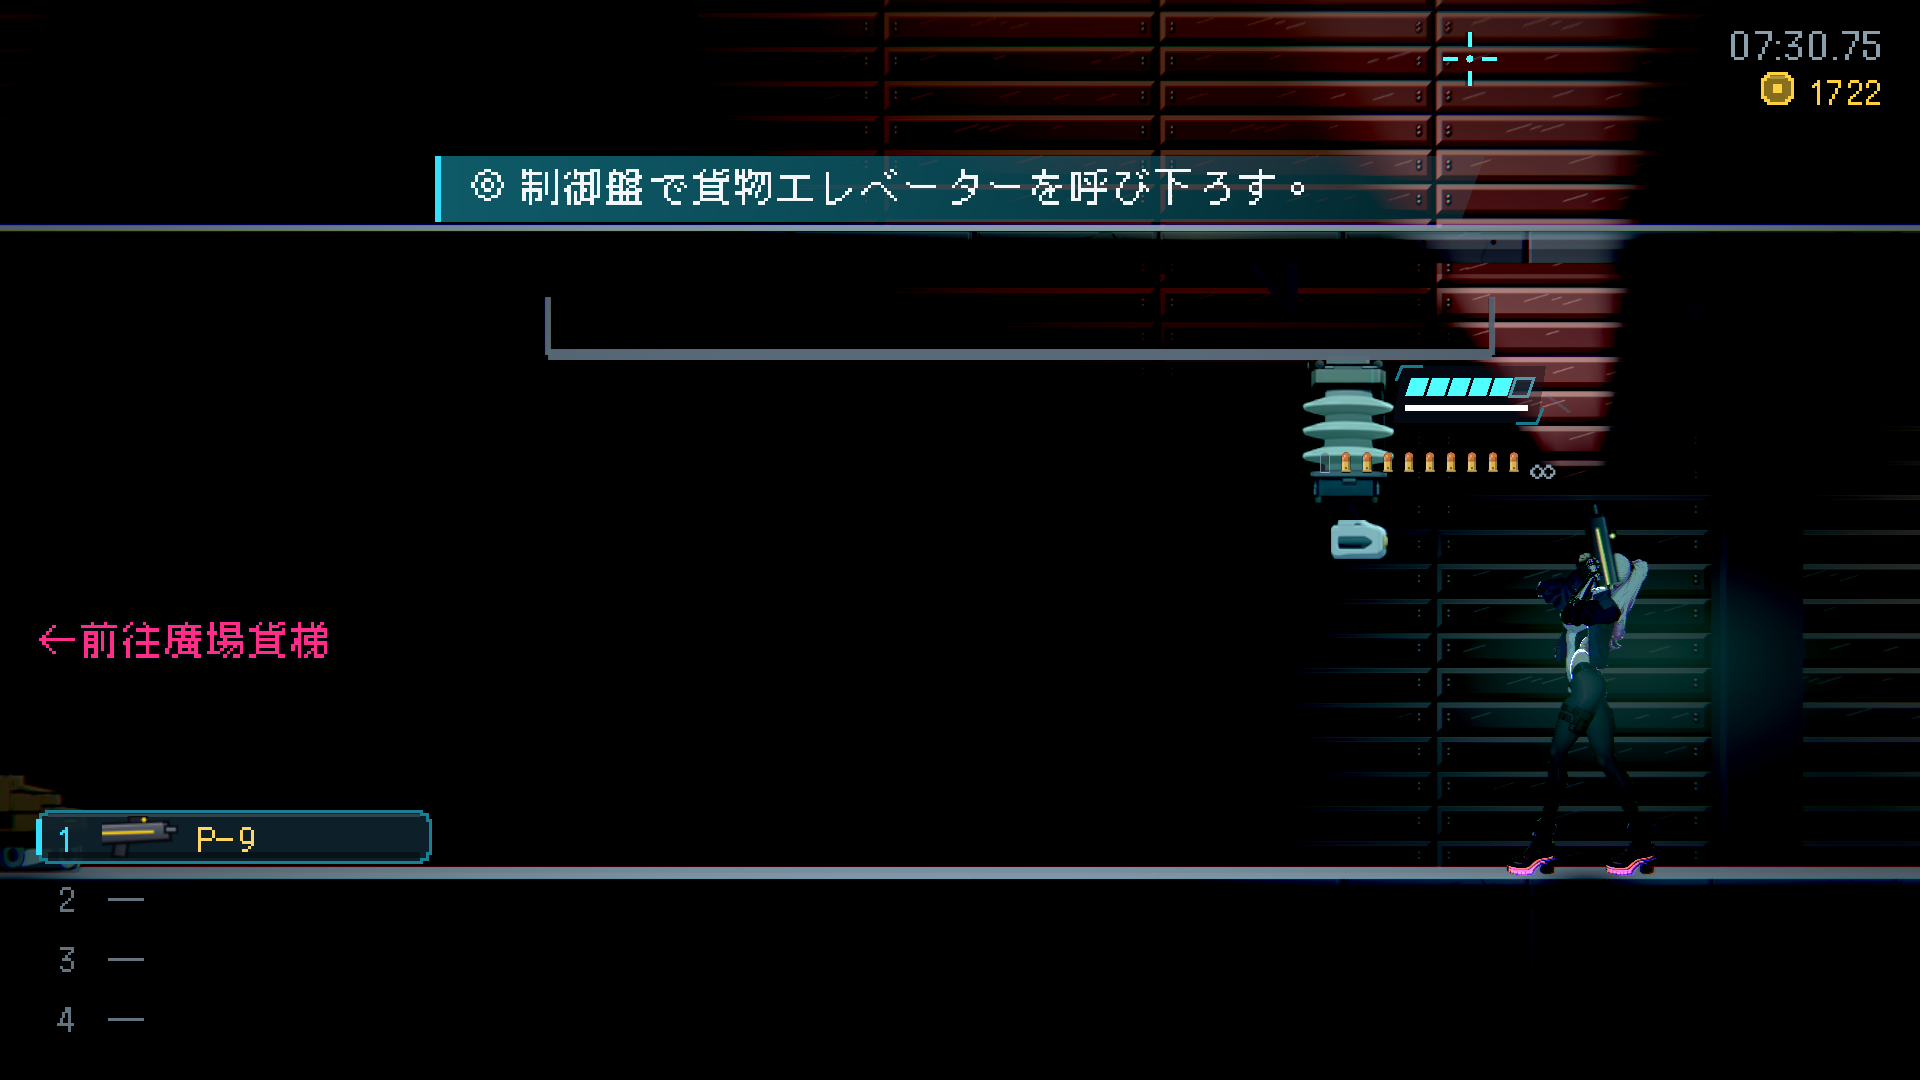 07:30.75
1722
制御盤で貨物エレベーターを呼び下ろす。
∞
←前往廣場貨梯
1 P-9
2 —
3 —
4 —